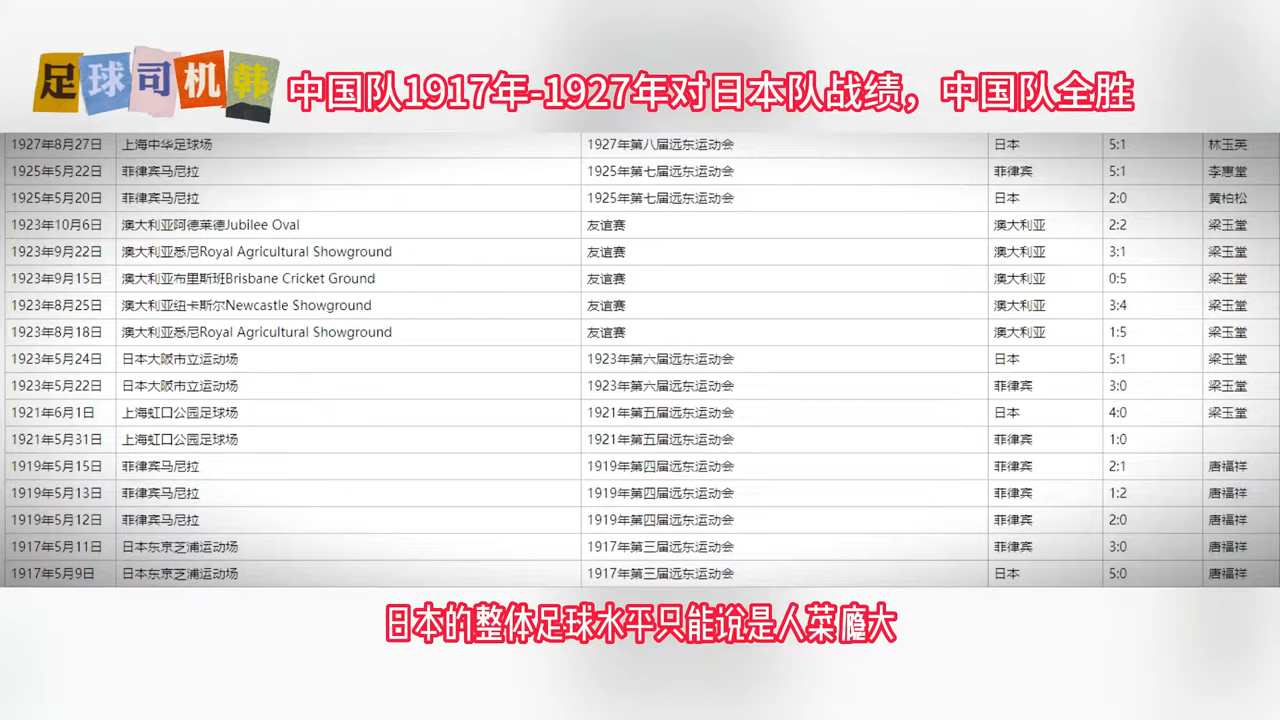 足球司机韩
中国队1917年-1927年对日本队战绩，中国队全胜
1927年8月27日 上海中华足球场 1927年第八届远东运动会 日本 5:1 林玉英
1925年5月22日 菲律宾马尼拉 1925年第七届远东运动会 菲律宾 5:1 李惠堂
1925年5月20日 菲律宾马尼拉 1925年第七届远东运动会 日本 2:0 黄柏松
1923年10月6日 澳大利亚阿德莱德Jubilee Oval 友谊赛 澳大利亚 2:2 梁玉堂
1923年9月22日 澳大利亚悉尼Royal Agricultural Showground 友谊赛 澳大利亚 3:1 梁玉堂
1923年9月15日 澳大利亚布里斯班Brisbane Cricket Ground 友谊赛 澳大利亚 0:5 梁玉堂
1923年8月25日 澳大利亚纽卡斯尔Newcastle Showground 友谊赛 澳大利亚 3:4 梁玉堂
1923年8月18日 澳大利亚悉尼Royal Agricultural Showground 友谊赛 澳大利亚 1:5 梁玉堂
1923年5月24日 日本大阪市立运动场 1923年第六届远东运动会 日本 5:1 梁玉堂
1923年5月22日 日本大阪市立运动场 1923年第六届远东运动会 菲律宾 3:0 梁玉堂
1921年6月1日 上海虹口公园足球场 1921年第五届远东运动会 日本 4:0 梁玉堂
1921年5月31日 上海虹口公园足球场 1921年第五届远东运动会 菲律宾 1:0
1919年5月15日 菲律宾马尼拉 1919年第四届远东运动会 菲律宾 2:1 唐福祥
1919年5月13日 菲律宾马尼拉 1919年第四届远东运动会 菲律宾 1:2 唐福祥
1919年5月12日 菲律宾马尼拉 1919年第四届远东运动会 菲律宾 2:0 唐福祥
1917年5月11日 日本东京芝浦运动场 1917年第三届远东运动会 菲律宾 3:0 唐福祥
1917年5月9日 日本东京芝浦运动场 1917年第三届远东运动会 日本 5:0 唐福祥
日本的整体足球水平只能说是人菜瘾大